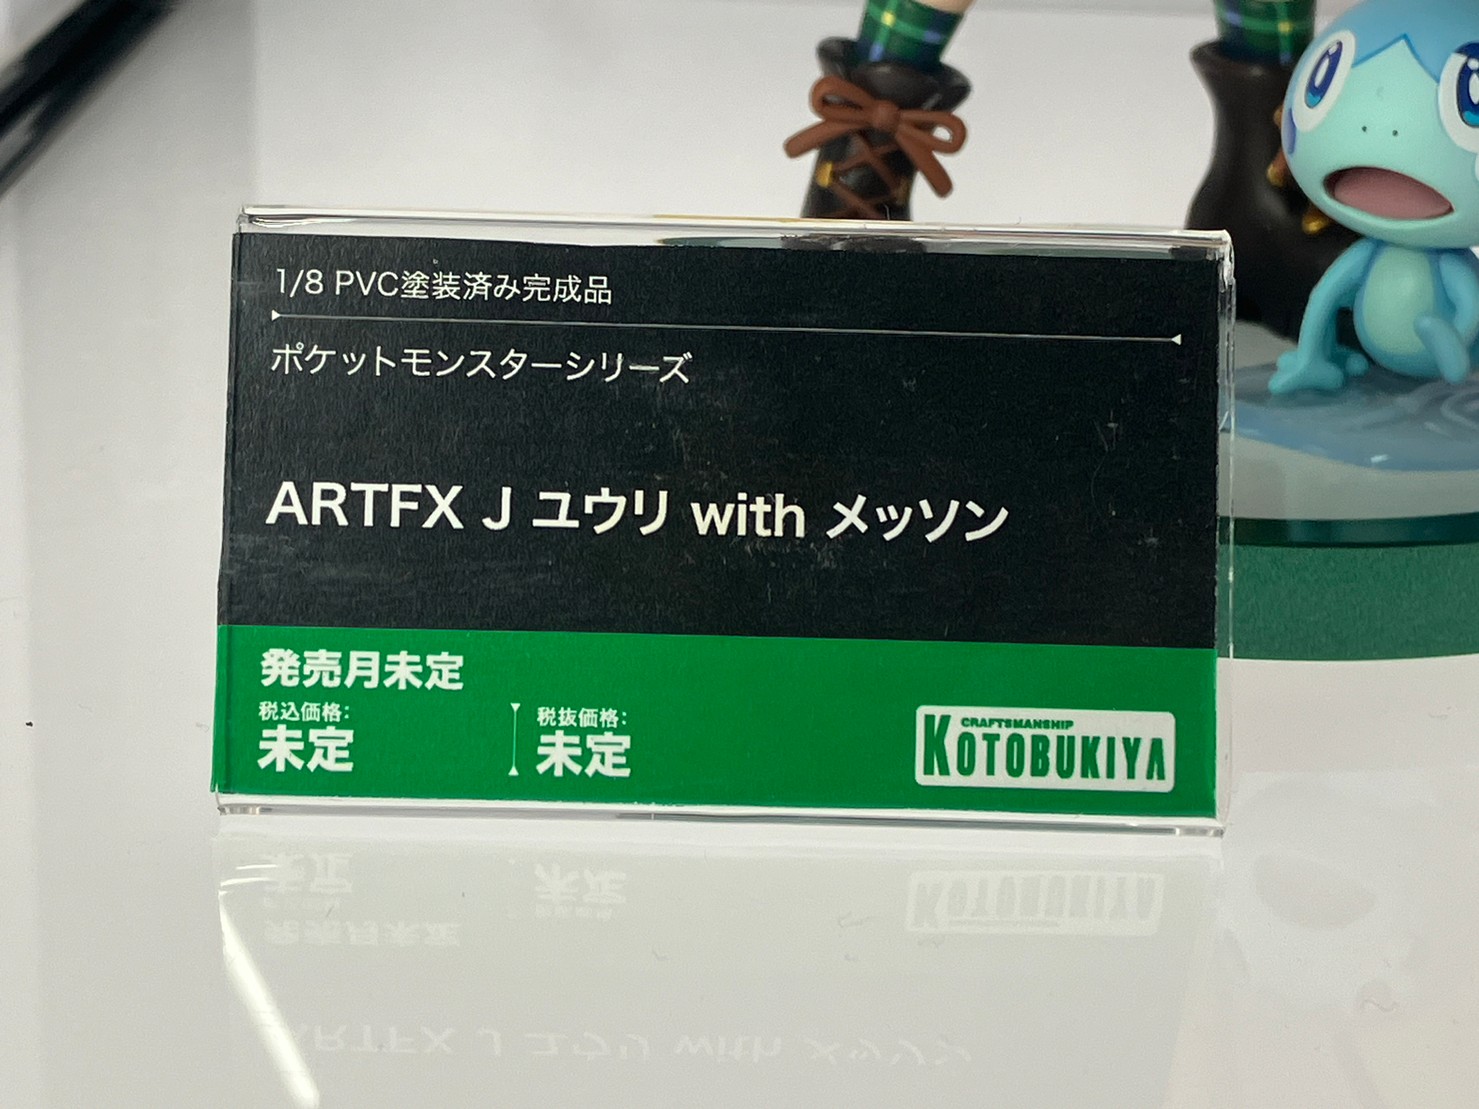 1/8 PVC塗装済み完成品
ポケットモンスターシリーズ
ARTFX J ユウリ with メッソン
発売月未定
税込価格:
未定
税抜価格:
未定
CRAFTSMANSHIP
KOTOBUKIYA